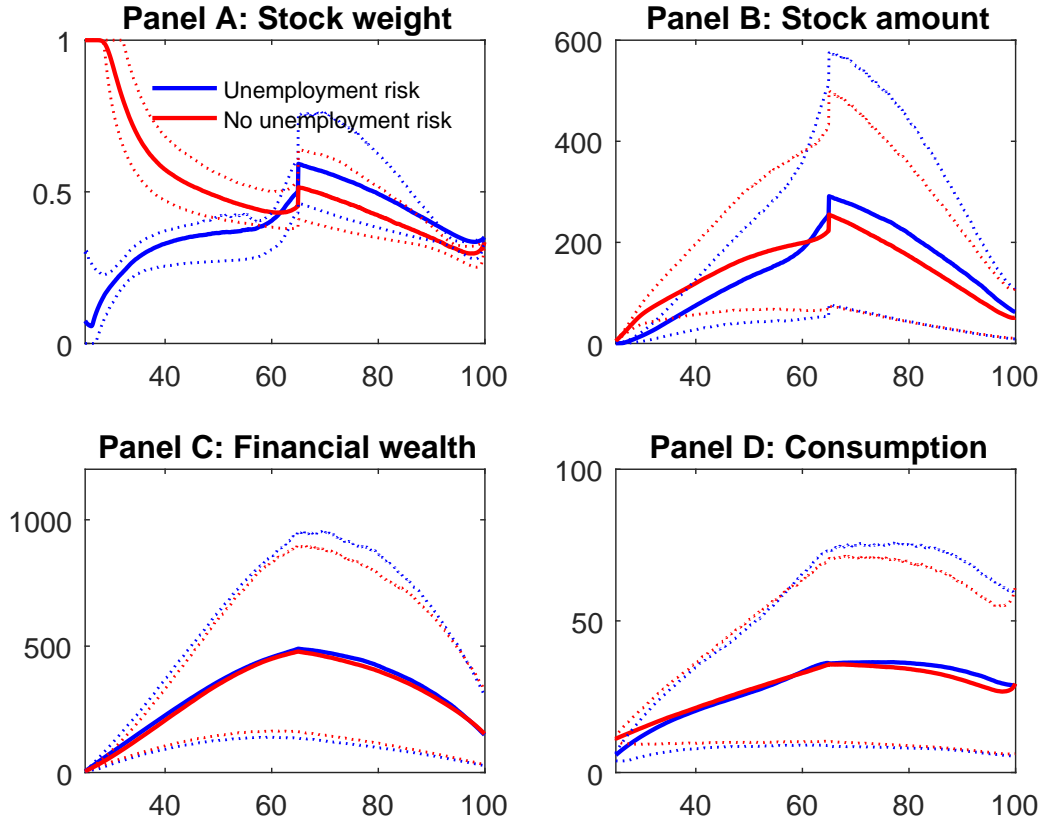 Panel A: Stock weight
1
0.5
0
40 60 80 100
Unemployment risk
No unemployment risk
Panel B: Stock amount
600
400
200
0
40 60 80 100
Panel C: Financial wealth
1000
500
0
40 60 80 100
Panel D: Consumption
100
50
0
40 60 80 100